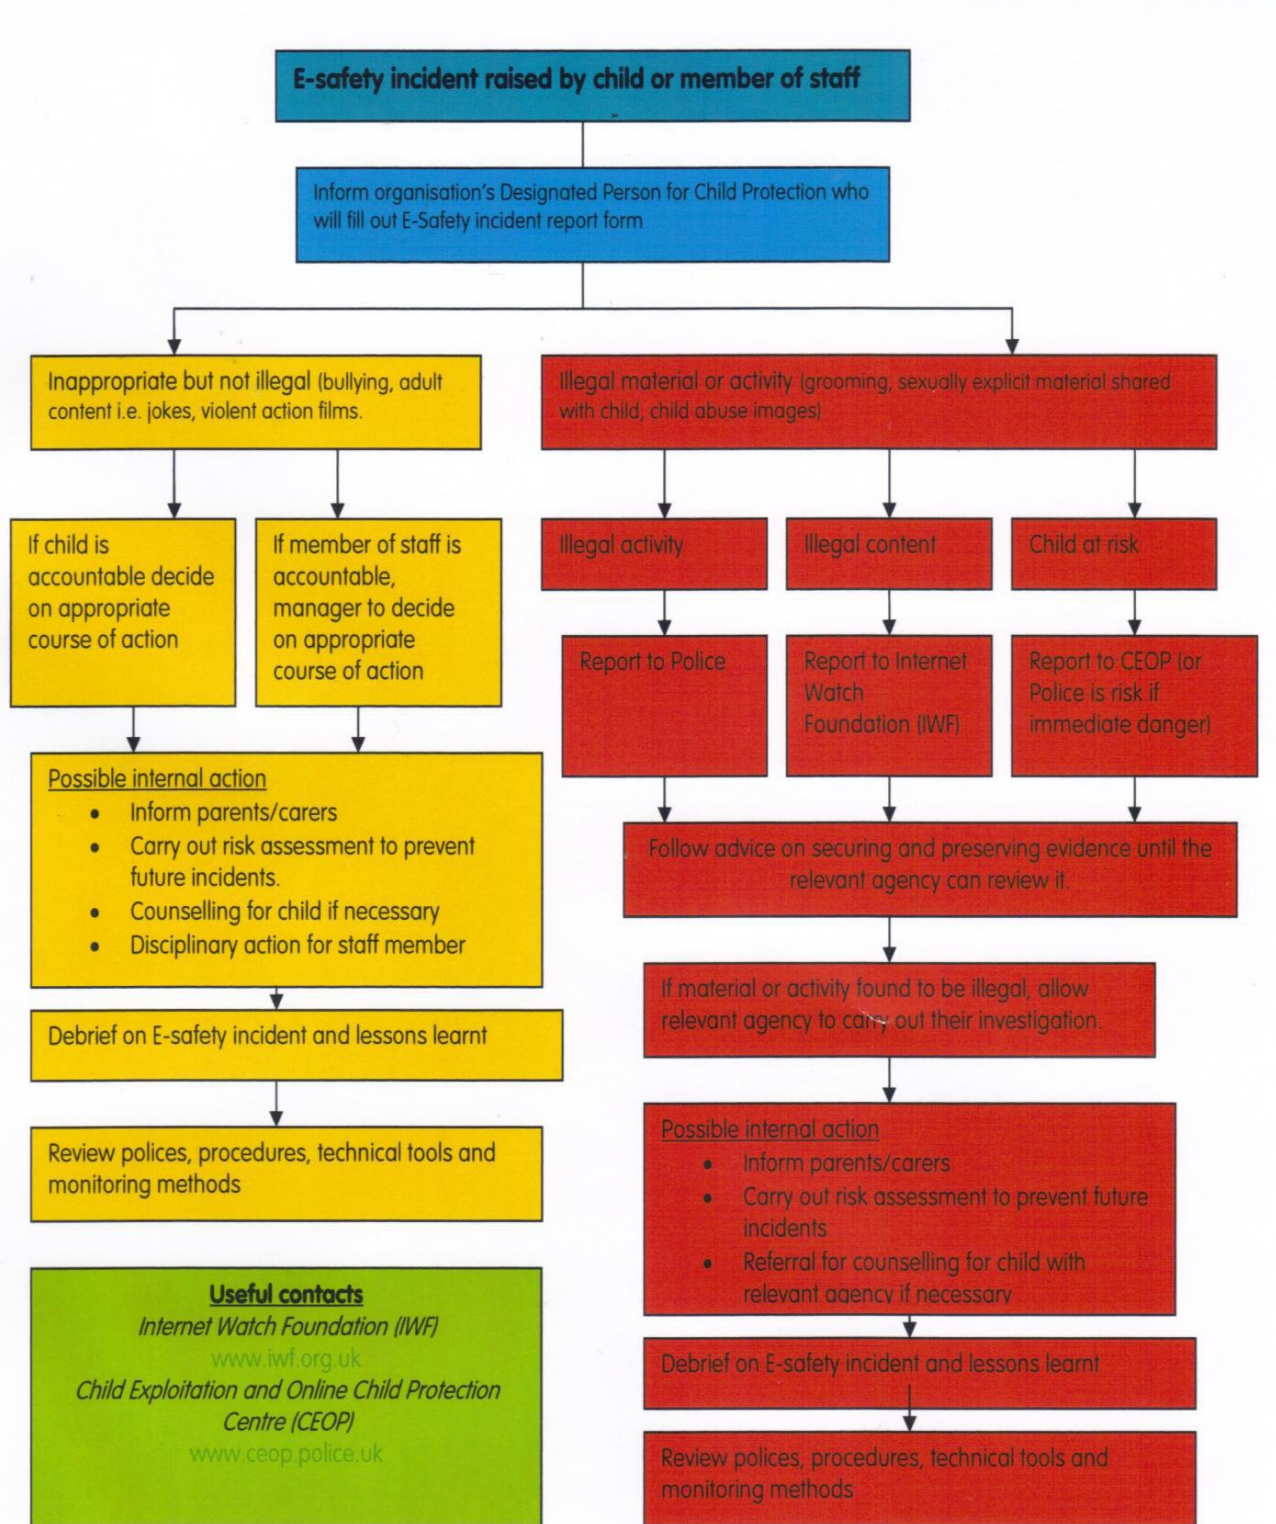 E-safety incident raised by child or member of staff
Inform organisation's Designated Person for Child Protection who
will fill out E-Safety incident report form
Inappropriate but not illegal (bullying, adult
content i.e. jokes, violent action films.
Illegal material or activity (grooming, sexually explicit material shared
with child, child abuse images)
If child is
accountable decide
on appropriate
course of action
If member of staff is
accountable,
manager to decide
on appropriate
course of action
Illegal activity
Illegal content
Child at risk
Report to Police
Report to Internet
Watch
Foundation (IWF)
Report to CEOP (or
Police is risk if
immediate danger)
Possible internal action
• Inform parents/carers
• Carry out risk assessment to prevent
future incidents.
• Counselling for child if necessary
• Disciplinary action for staff member
Follow advice on securing and preserving evidence until the
relevant agency can review it.
If material or activity found to be illegal, allow
relevant agency to carry out their investigation.
Debrief on E-safety incident and lessons learnt
Review polices, procedures, technical tools and
monitoring methods
Possible internal action
• Inform parents/carers
• Carry out risk assessment to prevent future
incidents
• Referral for counselling for child with
relevant agency if necessary
Debrief on E-safety incident and lessons learnt
Review polices, procedures, technical tools and
monitoring methods
Useful contacts
Internet Watch Foundation (IWF)
www.iwf.org.uk
Child Exploitation and Online Child Protection
Centre (CEOP)
www.ceop.police.uk